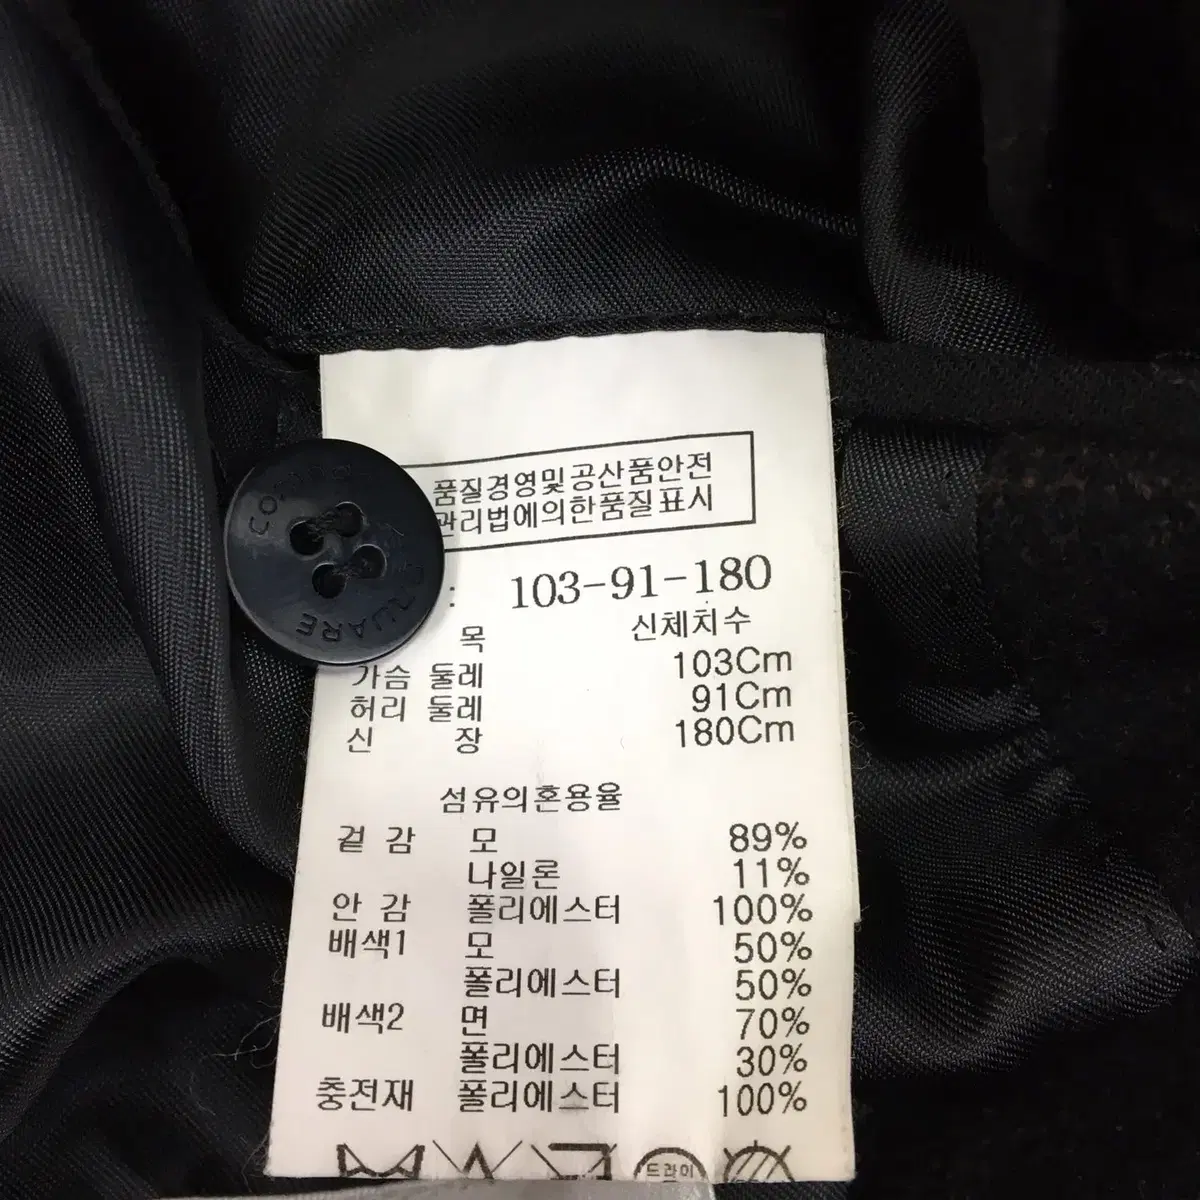 품질경영및공산품안전
관리법에의한품질표시
: 103-91-180
목 신체치수
가슴 둘레 103Cm
허리 둘레 91Cm
신 장 180Cm
섬유의혼용율
겉 감 모 89%
나일론 11%
안 감 폴리에스터 100%
배색1 모 50%
폴리에스터 50%
배색2 면 70%
폴리에스터 30%
충전재 폴리에스터 100%
드라이